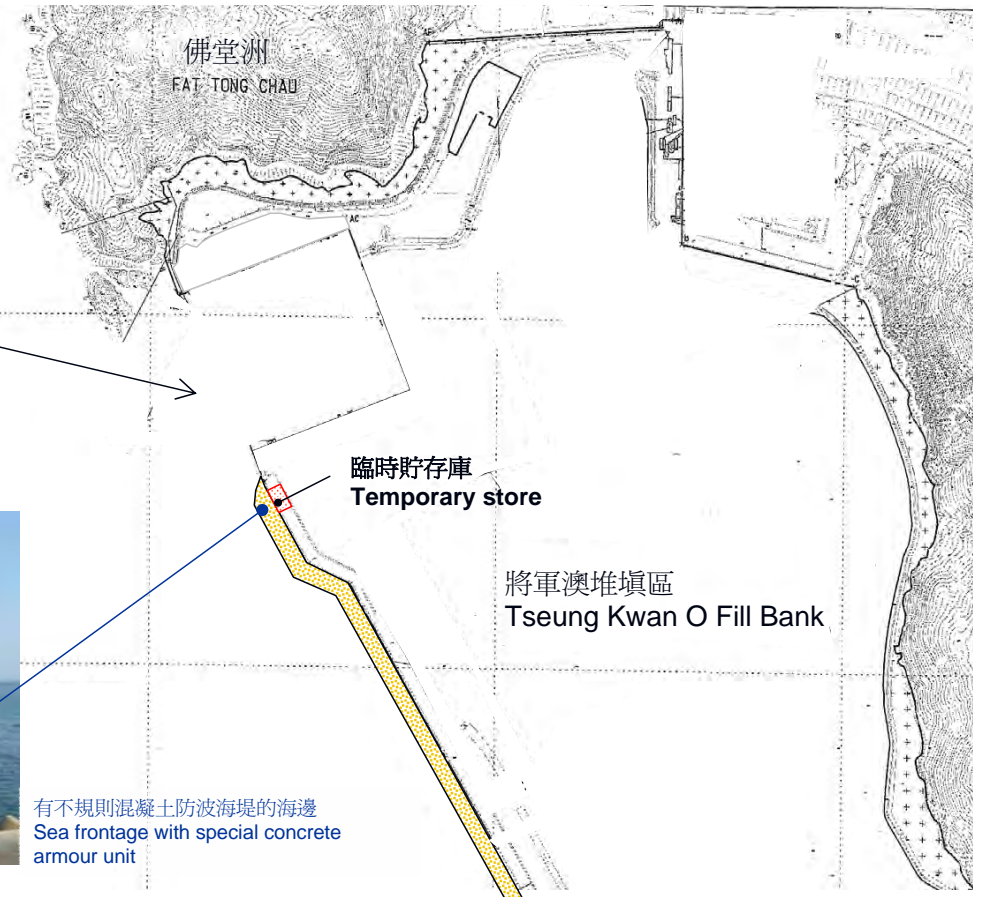 佛堂洲
FAT TONG CHAU
AC
C
臨時貯存庫
Temporary store
將軍澳堆填區
Tseung Kwan O Fill Bank
有不規則混凝土防波海堤的海邊
Sea frontage with special concrete
armour unit